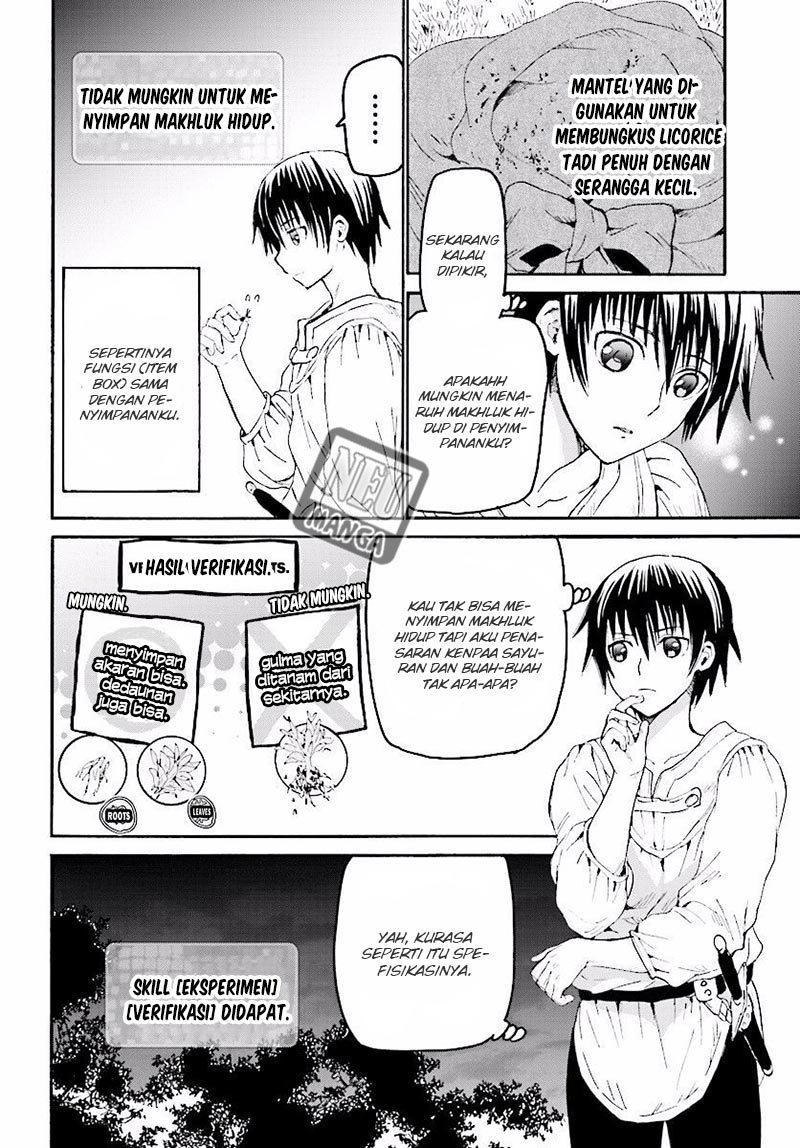 MANTEL YANG DI-
GUNAKAN UNTUK
MEMBUNGKUS LICORICE
TADI PENUH DENGAN
SERANGGA KECIL.
SEKARANG
KALAU
DIPIKIR,
APAKAHH
MUNGKIN MENA-
RUH MAKHLUK HI-
DUP DI PENYIM-
PANANKU?
TIDAK MUNGKIN UNTUK ME-
NYIMPAN MAKHLUK HIDUP.
......
SEPERTINYA
FUNGSI (ITEM
BOX) SAMA
DENGAN PE-
NYIMPANANKU.
NEU
MANGA
KAU TAK BISA ME-
NYIMPAN MAKHLUK
HIDUP TAPI AKU PENA-
SARAN KENPAA SAYU-
RAN DAN BUAH-BUAH
TAK APA-APA?
HASIL VERIFIKASI.
MUNGKIN.
menyimpan
akaran bisa.
dedaunan
juga bisa.
ROOTS
LEAVES
TIDAK MUNGKIN.
gulma yang
ditanam dari
sekitarnya.
YAH, KURASA
SEPERTI ITU SPE-
FISIKASINYA.
SKILL [EKSPERIMEN]
[VERIFIKASI] DIDAPAT.